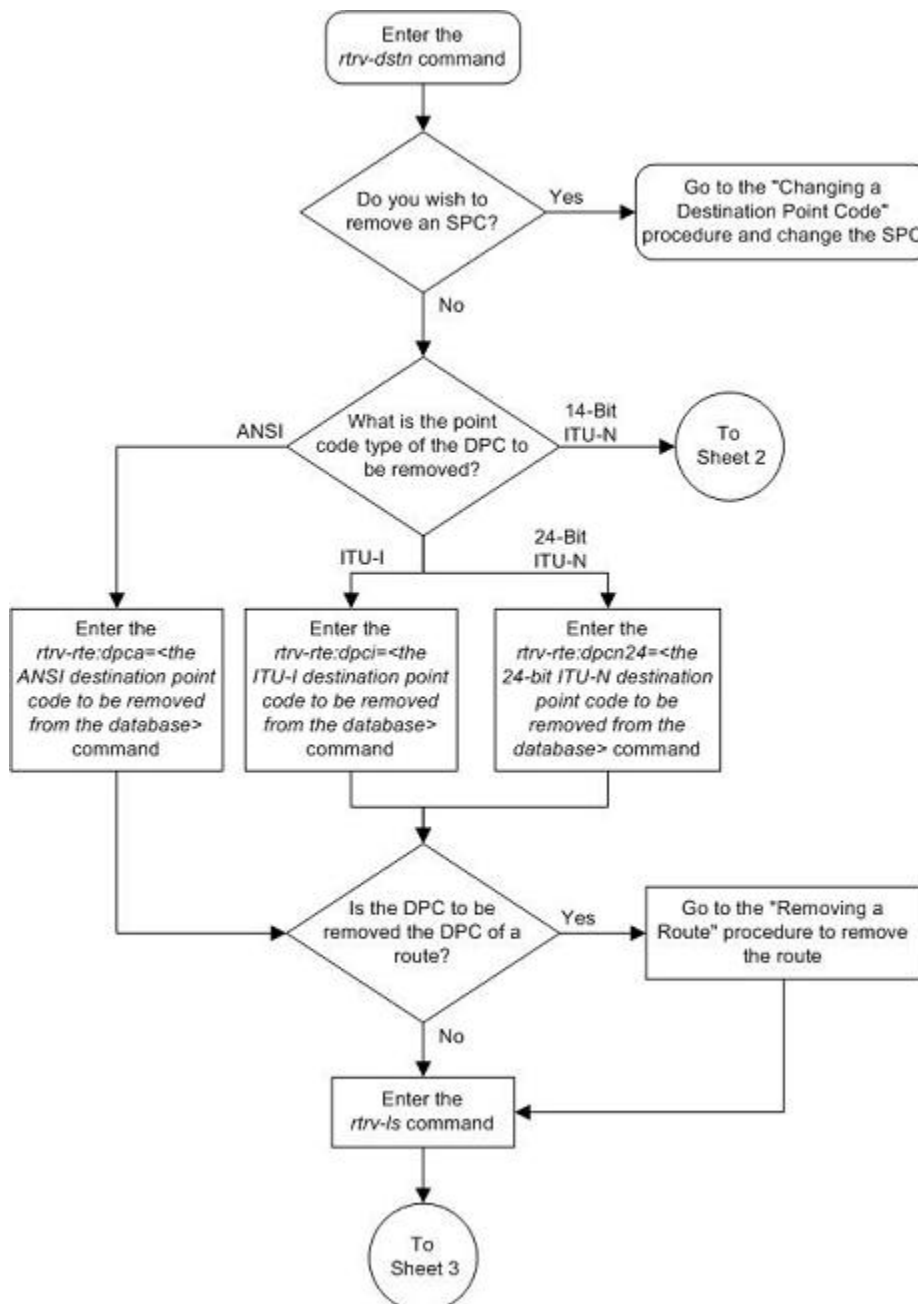 Enter the
rtrv-dstn command
Do you wish to
remove an SPC?
Yes
Go to the "Changing a
Destination Point Code"
procedure and change the SPC
No
What is the point
code type of the DPC to
be removed?
ANSI
14-Bit
ITU-N
To
Sheet 2
ITU-I
24-Bit
ITU-N
Enter the
rtrv-rte:dpca=<the
ANSI destination point
code to be removed
from the database>
command
Enter the
rtrv-rte:dpci=<the
ITU-I destination point
code to be removed
from the database>
command
Enter the
rtrv-rte:dpcn24=<the
24-bit ITU-N destination
point code to be
removed from the
database> command
Is the DPC to be
removed the DPC of a
route?
Yes
Go to the "Removing a
Route" procedure to remove
the route
No
Enter the
rtrv-ls command
To
Sheet 3